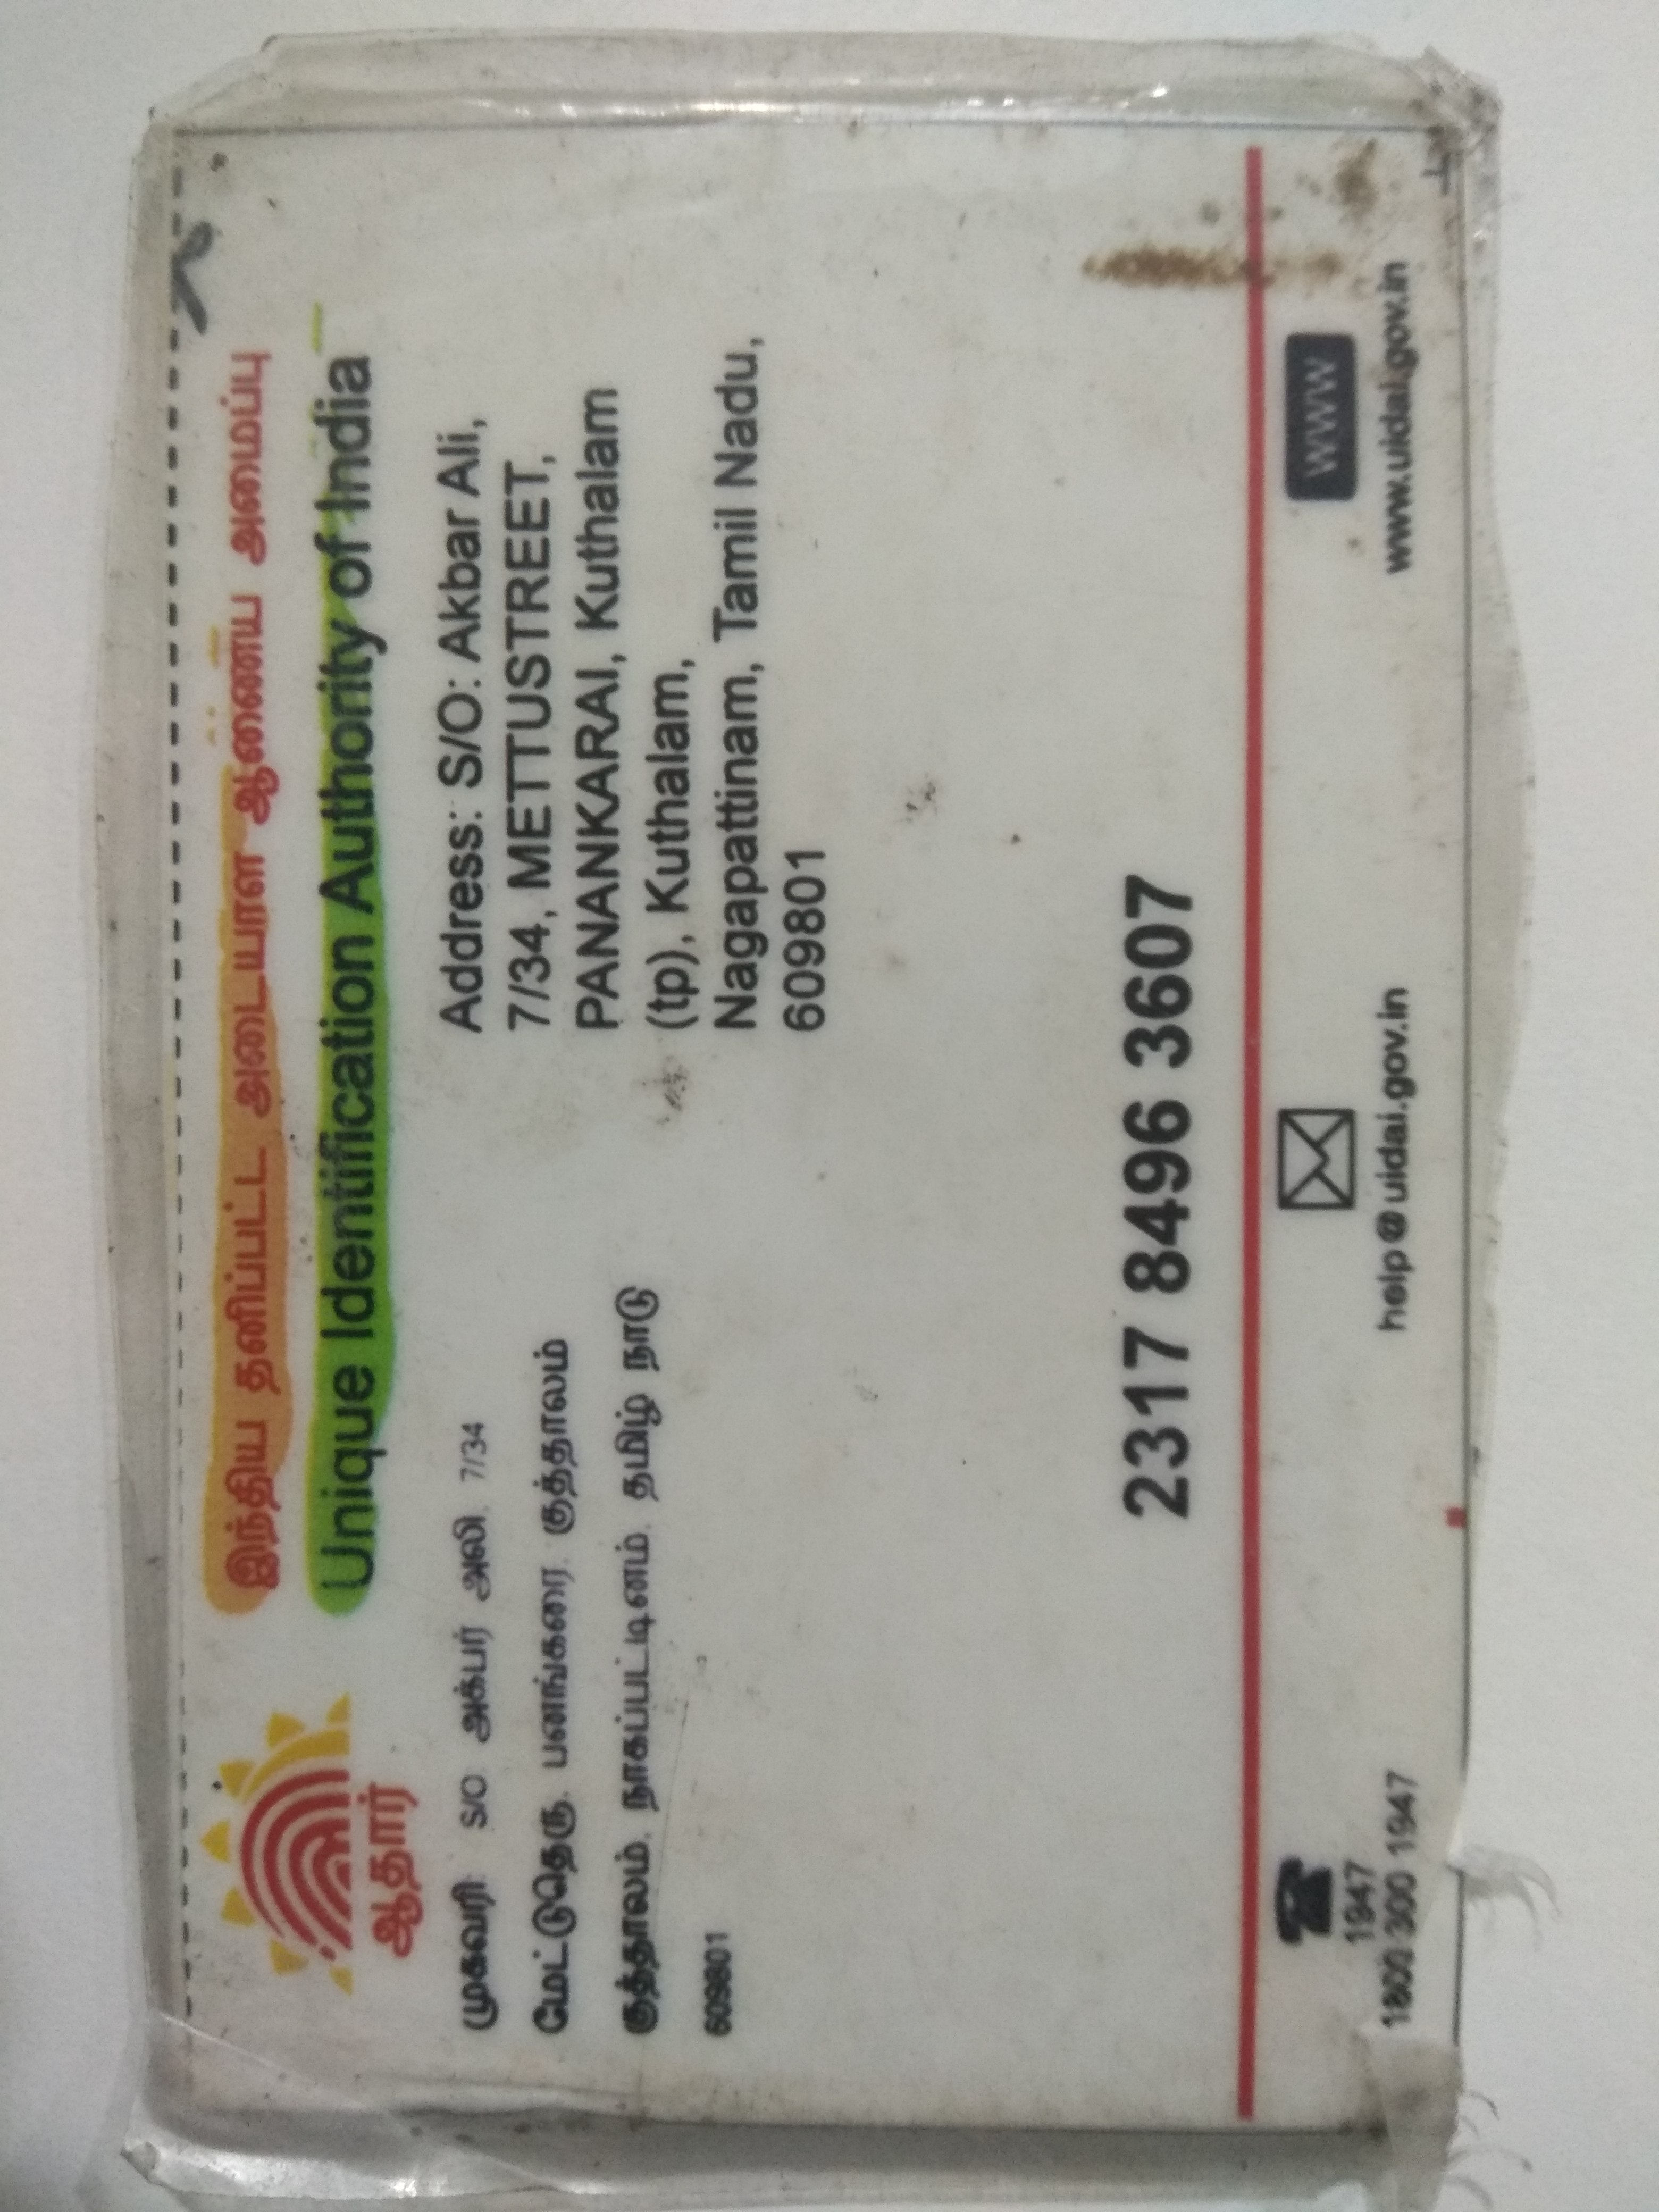 இந்திய தனிப்பட்ட அடையாள ஆணைய அமைப்பு
Unique Identification Authority of India
ஆதார்
முகவரி: S/O அக்பர் அலி, 7/34
மேட்டுதெரு, பனங்கரை, குத்தாலம்
குத்தாலம், நாகப்பட்டினம், தமிழ் நாடு
609801
Address: S/O: Akbar Ali,
7/34, METTUSTREET,
PANANKARAI, Kuthalam
(tp), Kuthalam,
Nagapattinam, Tamil Nadu,
609801
2317 8496 3607
1947
1800 300 1947
help@uidai.gov.in
WWW
www.uidai.gov.in